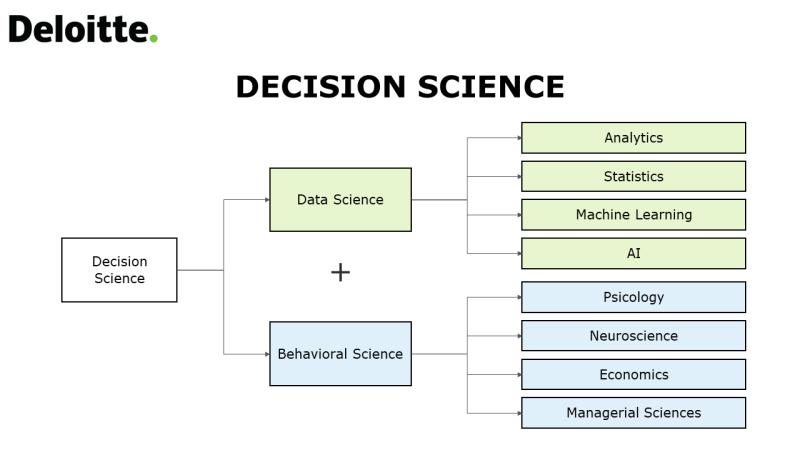 Deloitte.
DECISION SCIENCE
Decision
Science
Data Science
+
Behavioral Science
Analytics
Statistics
Machine Learning
AI
Psicology
Neuroscience
Economics
Managerial Sciences